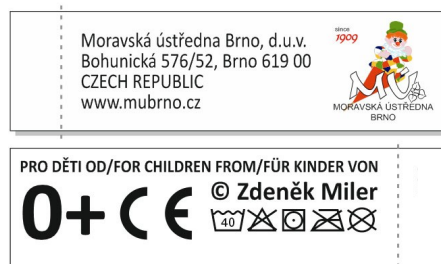 Moravská ústředna Brno, d.u.v.
Bohunická 576/52, Brno 619 00
CZECH REPUBLIC
www.mubrno.cz
since
1909
MU
MORAVSKÁ ÚSTŘEDNA
BRNO
PRO DĚTI OD/FOR CHILDREN FROM/FÜR KINDER VON
0+ CE
© Zdeněk Miler
40